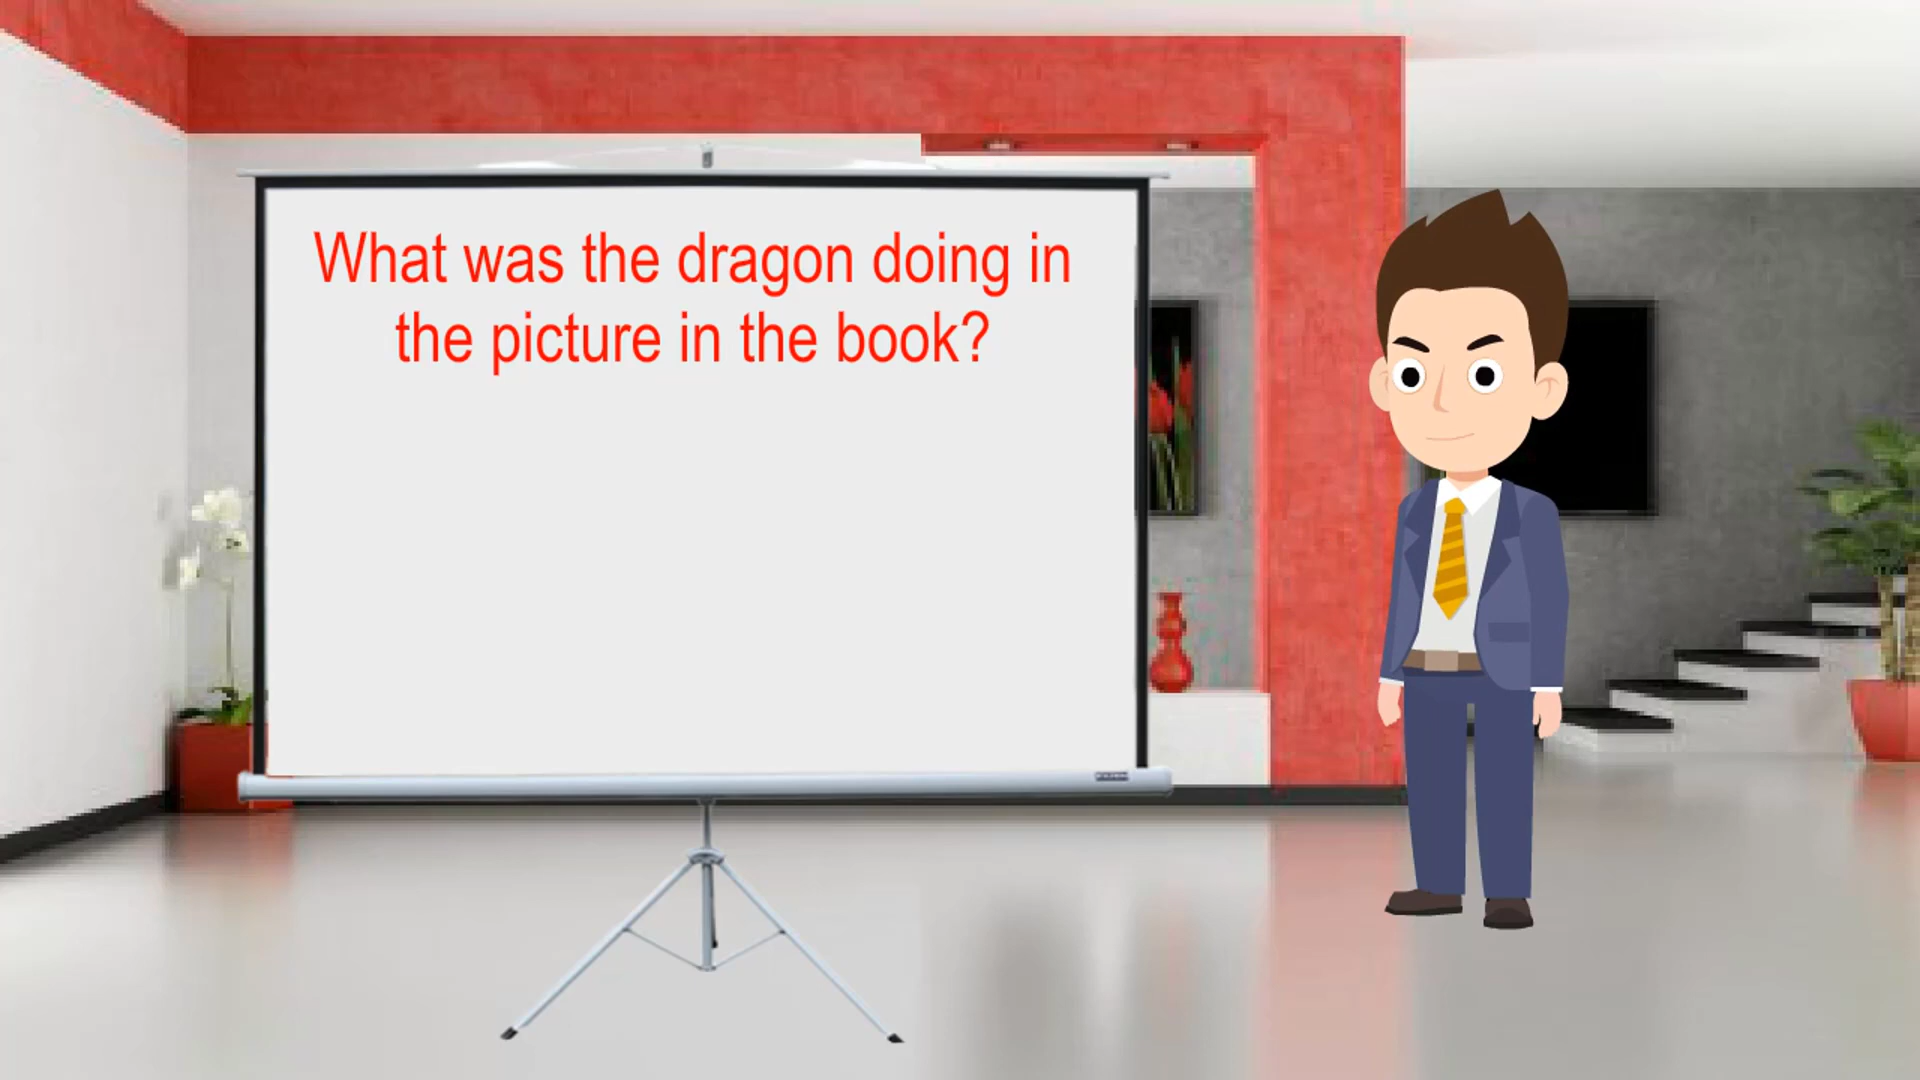 What was the dragon doing in
the picture in the book?